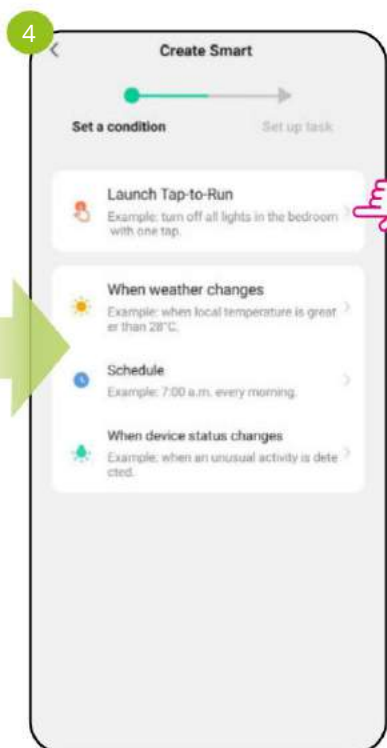 4
Create Smart
Set a condition Set up task
Launch Tap-to-Run
Example: turn off all lights in the bedroom
with one tap.
When weather changes
Example: when local temperature is great
er than 28°C.
Schedule
Example: 7:00 a.m. every morning.
When device status changes
Example: when an unusual activity is dete
cted.